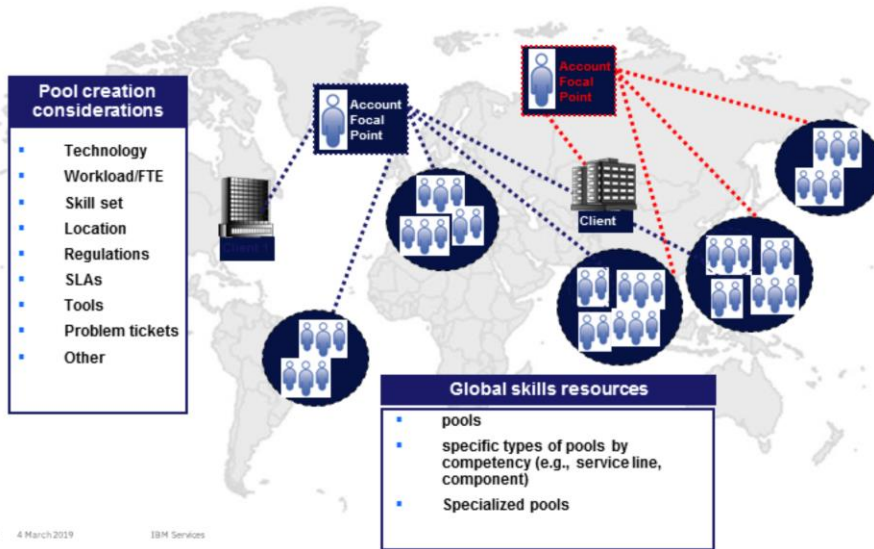 Pool creation
considerations
Technology
Workload/FTE
Skill set
Location
Regulations
SLAs
Tools
Problem tickets
Other
Account
Focal
Point
Account
Focal
Point
Client
Client
Global skills resources
pools
specific types of pools by
competency (e.g., service line,
component)
Specialized pools
4 March 2019
IBM Services